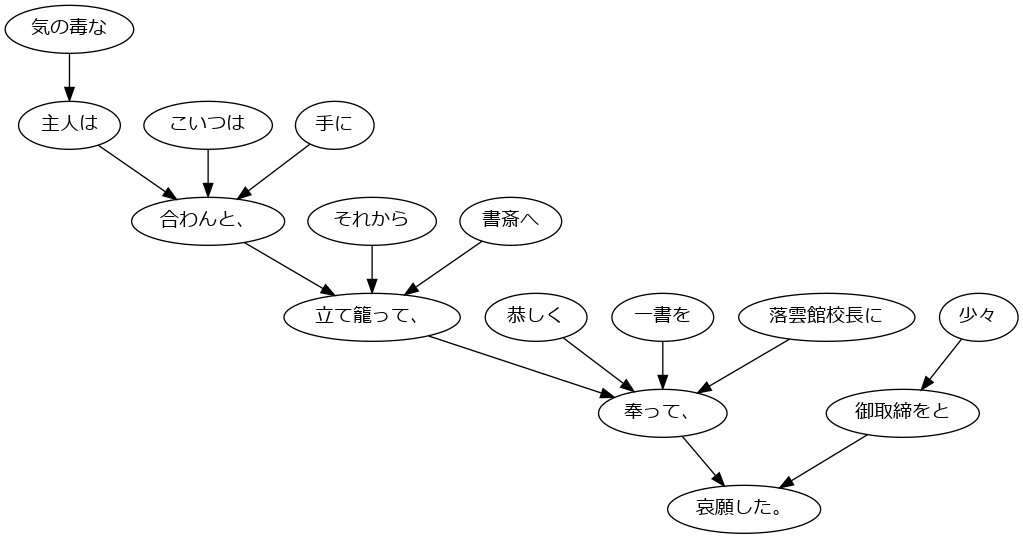 気の毒な
主人は
こいつは
手に
合わんと、
それから
書斎へ
立て籠って、
恭しく
一書を
落雲館校長に
少々
奉って、
御取締をと
哀願した。